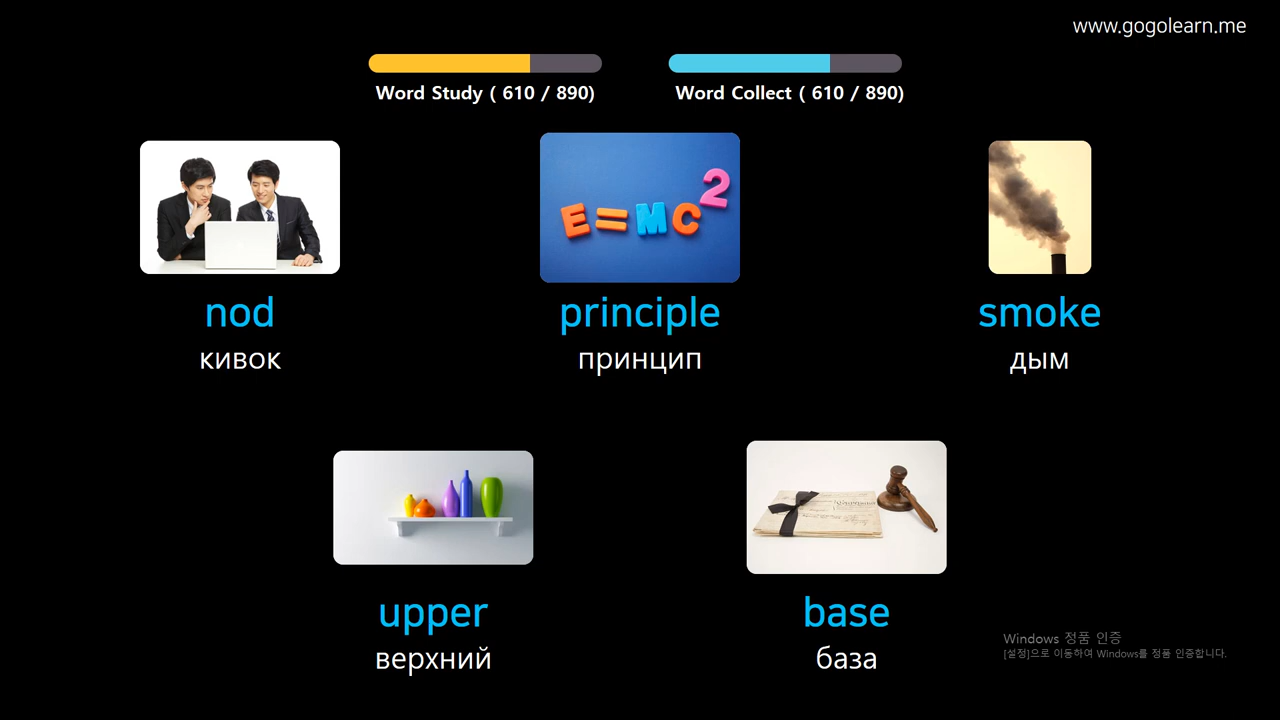 www.gogolearn.me
Word Study ( 610 / 890)
Word Collect ( 610 / 890)
E=MC2
nod
principle
smoke
кивок
принцип
дым
upper
base
верхний
база
Windows 정품 인증
[설정]으로 이동하여 Windows를 정품 인증합니다.